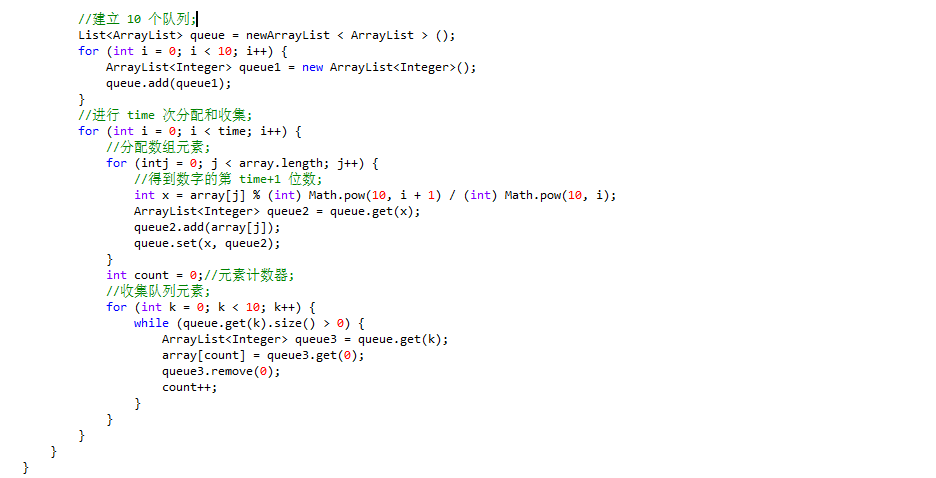 //建立 10 个队列;
List<ArrayList> queue = newArrayList < ArrayList > ();
for (int i = 0; i < 10; i++) {
ArrayList<Integer> queue1 = new ArrayList<Integer>();
queue.add(queue1);
}
//进行 time 次分配和收集;
for (int i = 0; i < time; i++) {
//分配数组元素;
for (intj = 0; j < array.length; j++) {
//得到数字的第 time+1 位数;
int x = array[j] % (int) Math.pow(10, i + 1) / (int) Math.pow(10, i);
ArrayList<Integer> queue2 = queue.get(x);
queue2.add(array[j]);
queue.set(x, queue2);
}
int count = 0;//元素计数器;
//收集队列元素;
for (int k = 0; k < 10; k++) {
while (queue.get(k).size() > 0) {
ArrayList<Integer> queue3 = queue.get(k);
array[count] = queue3.get(0);
queue3.remove(0);
count++;
}
}
}
}
}